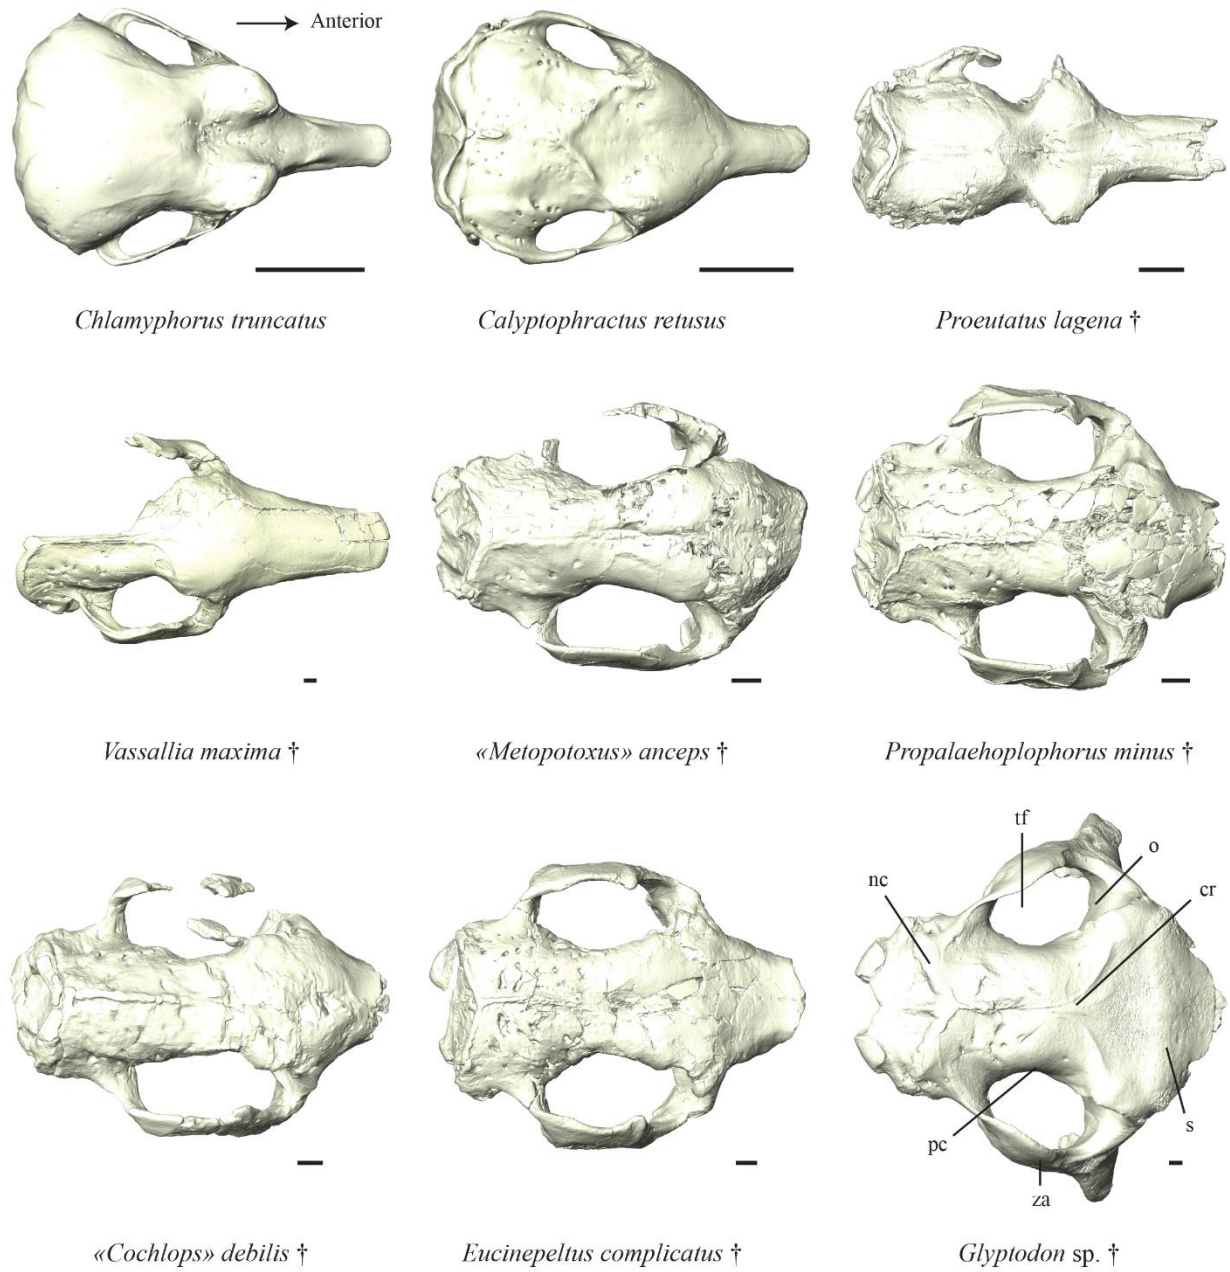 Anterior
Chlamyphorus truncatus
Calyptophractus retusus
Proeutatus lagena †
Vassallia maxima †
«Metopotoxus» anceps †
Propalaehoplophorus minus †
tf
o
nc
cr
pc
s
za
«Cochlops» debilis †
Eucinepeltus complicatus †
Glyptodon sp. †